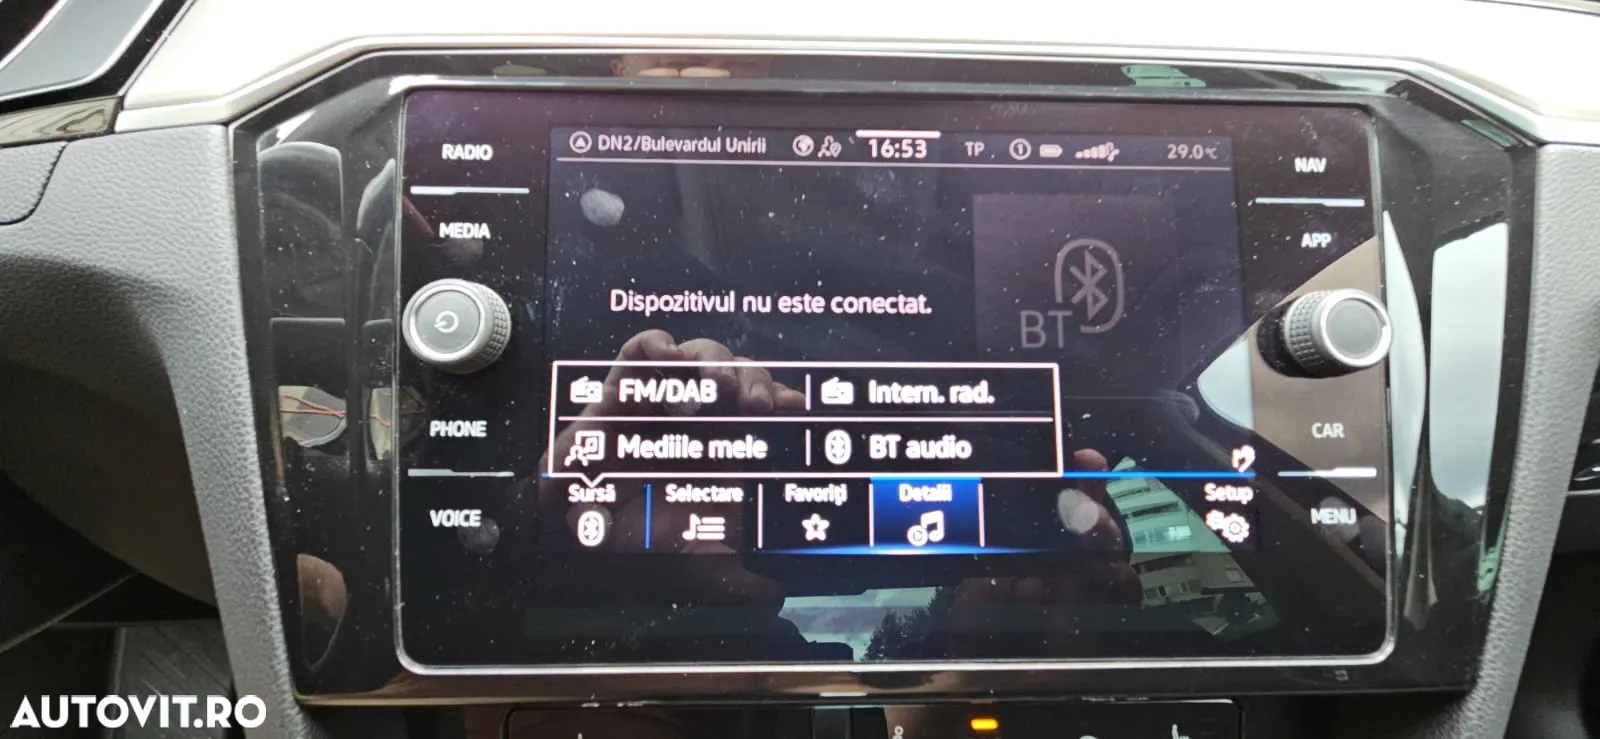 RADIO
MEDIA
PHONE
VOICE
DN2/Bulevardul Unirii
16:53
TP
1
29.0°C
NAV
APP
CAR
MENU
Dispozitivul nu este conectat.
BT
FM/DAB
Intern. rad.
Mediile mele
BT audio
Sursă
Selectare
Favoriți
Detalii
Setup
AUTOVIT.RO